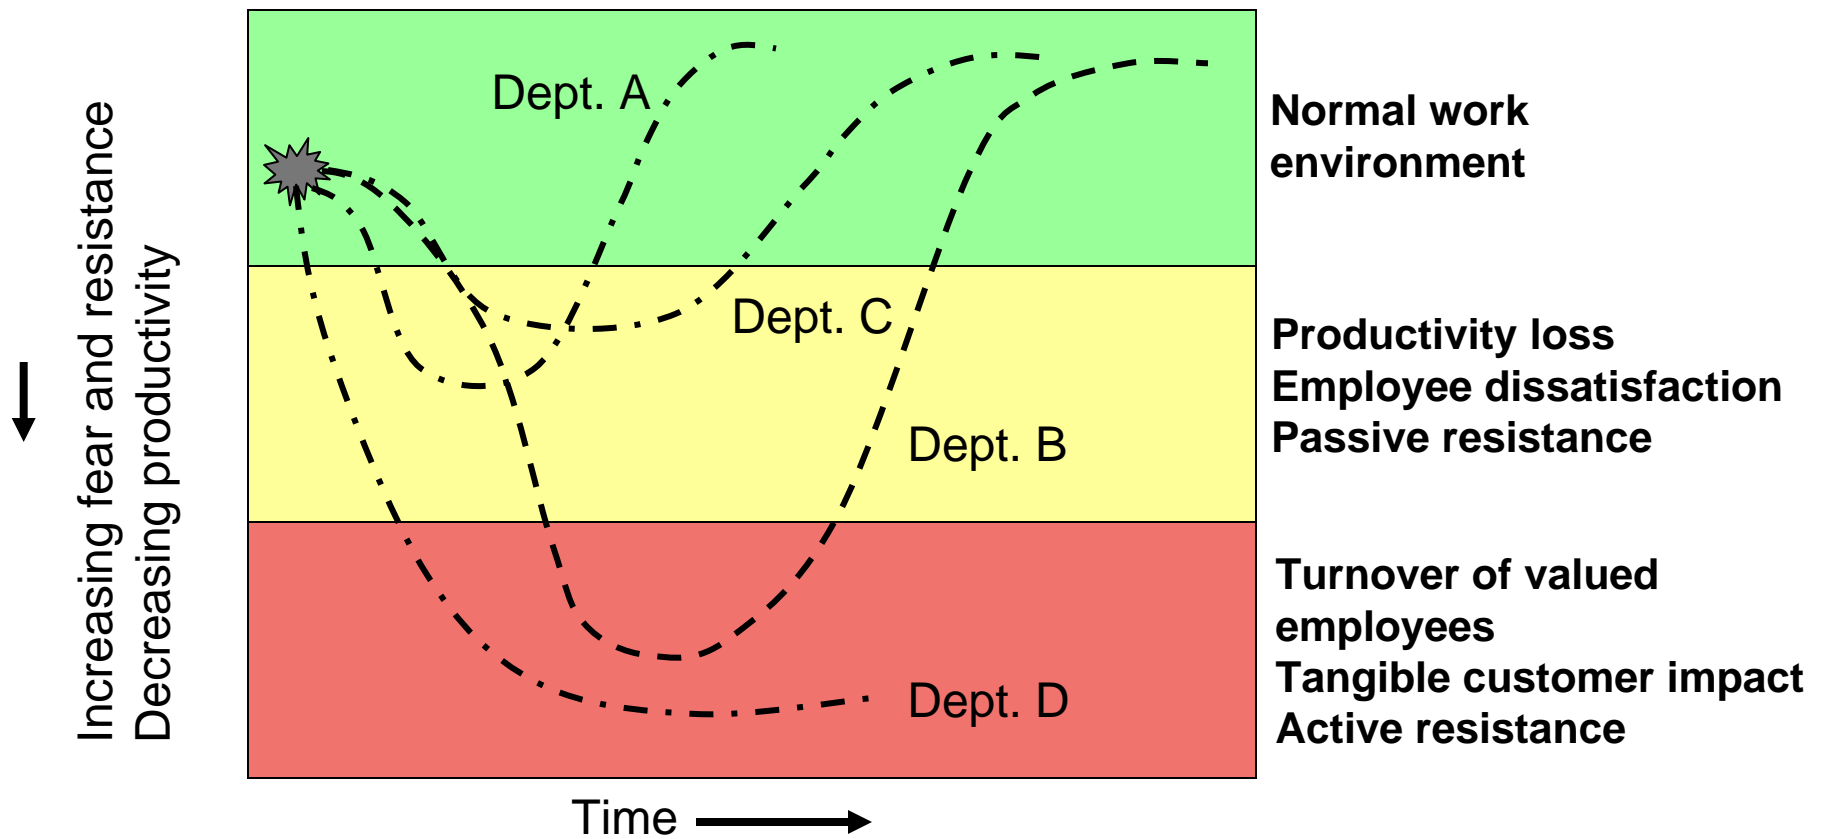 Increasing fear and resistance
Decreasing productivity
Dept. A
Dept. C
Dept. B
Dept. D
Normal work
environment
Productivity loss
Employee dissatisfaction
Passive resistance
Turnover of valued
employees
Tangible customer impact
Active resistance
Time